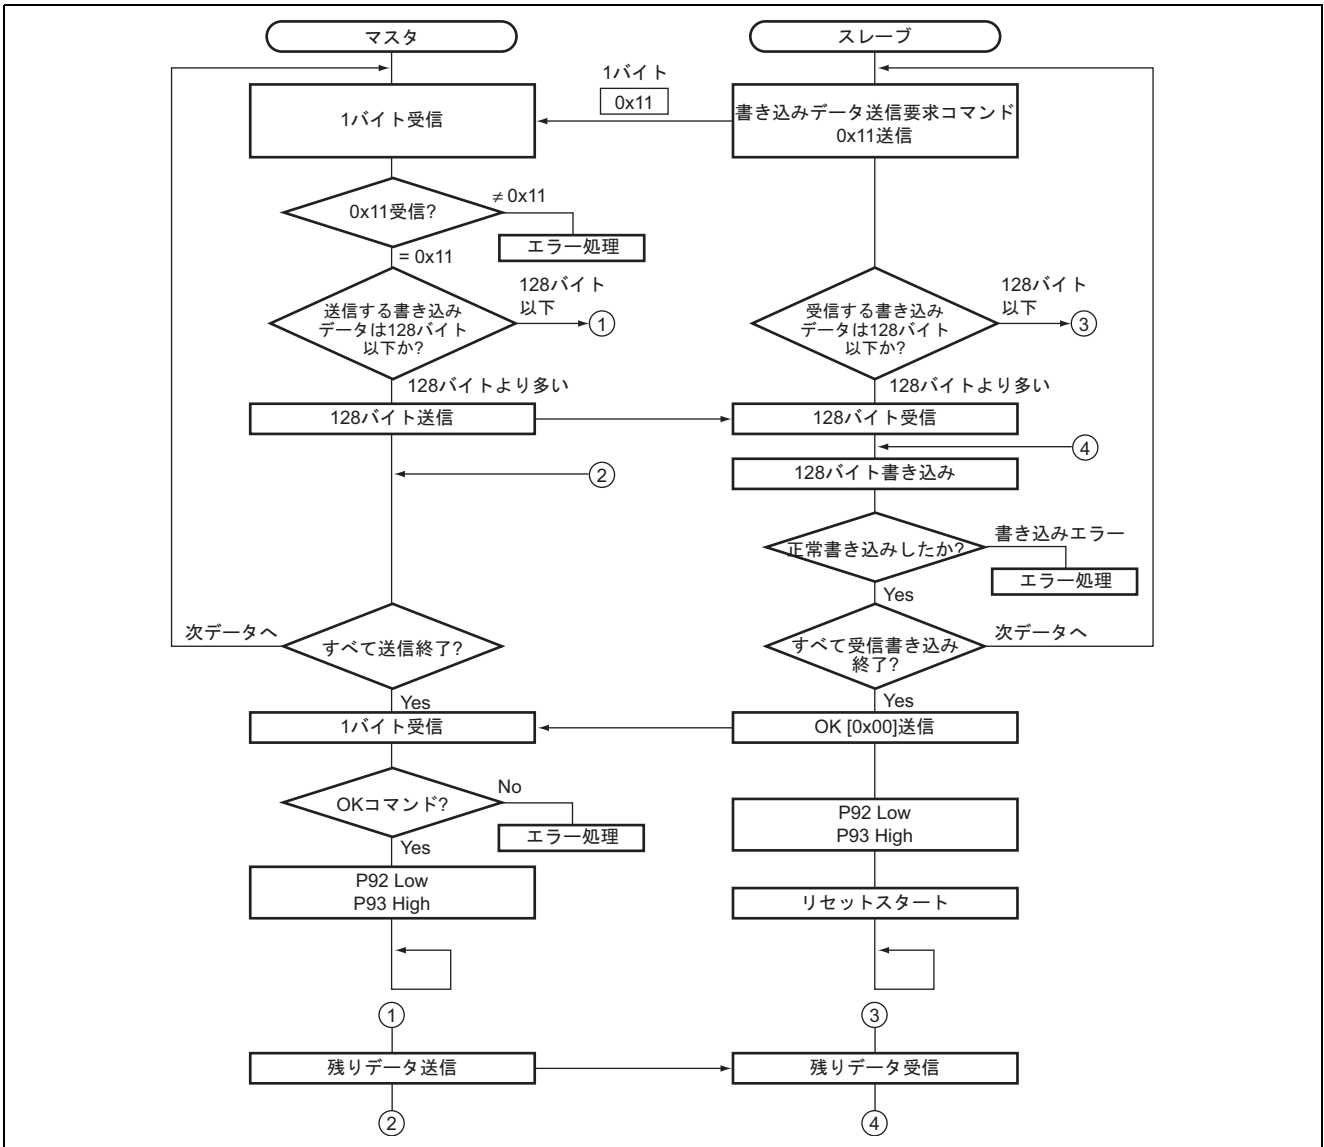 マスタ
スレーブ
1バイト
0x11
1バイト受信
書き込みデータ送信要求コマンド
0x11送信
0x11受信?
≠ 0x11
エラー処理
= 0x11
送信する書き込み
データは128バイト
以下か?
128バイト
以下
1
受信する書き込み
データは128バイト
以下か?
128バイト
以下
3
128バイトより多い
128バイトより多い
128バイト送信
128バイト受信
4
2
128バイト書き込み
正常書き込みしたか?
書き込みエラー
エラー処理
Yes
次データへ
すべて送信終了?
すべて受信書き込み
終了?
次データへ
Yes
Yes
1バイト受信
OK [0x00]送信
OKコマンド?
No
エラー処理
Yes
P92 Low
P93 High
P92 Low
P93 High
リセットスタート
1
3
残りデータ送信
残りデータ受信
2
4